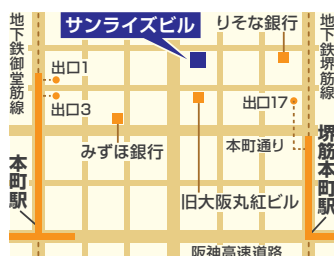 サンライズビル
りそな銀行
地下鉄御堂筋線
地下鉄堺筋線
出口1
出口3
出口17
みずほ銀行
本町通り
旧大阪丸紅ビル
本町駅
堺筋本町駅
阪神高速道路